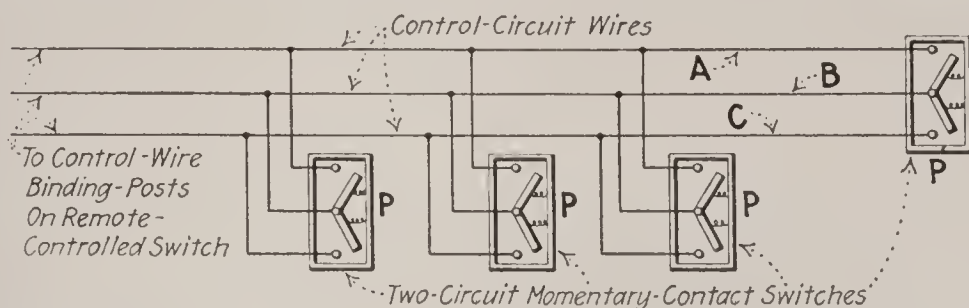 Control-Circuit Wires
A
B
C
To Control-Wire
Binding-Posts
On Remote-
Controlled Switch
P
P
P
P
Two-Circuit Momentary-Contact Switches